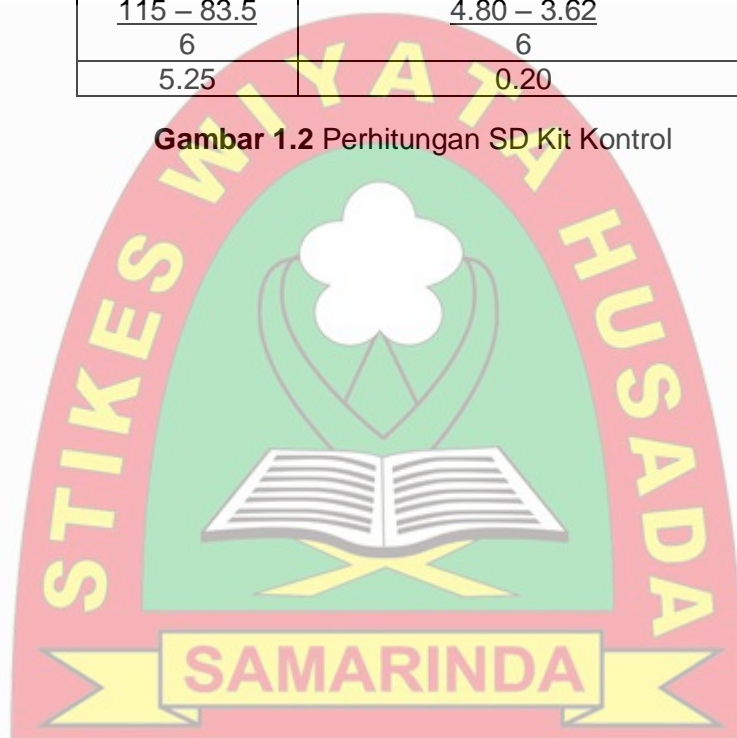 115 – 83.5 4.80 – 3.62
6 6
5.25 0.20
Gambar 1.2 Perhitungan SD Kit Kontrol
STIKES WIYATA HUSADA
SAMARINDA